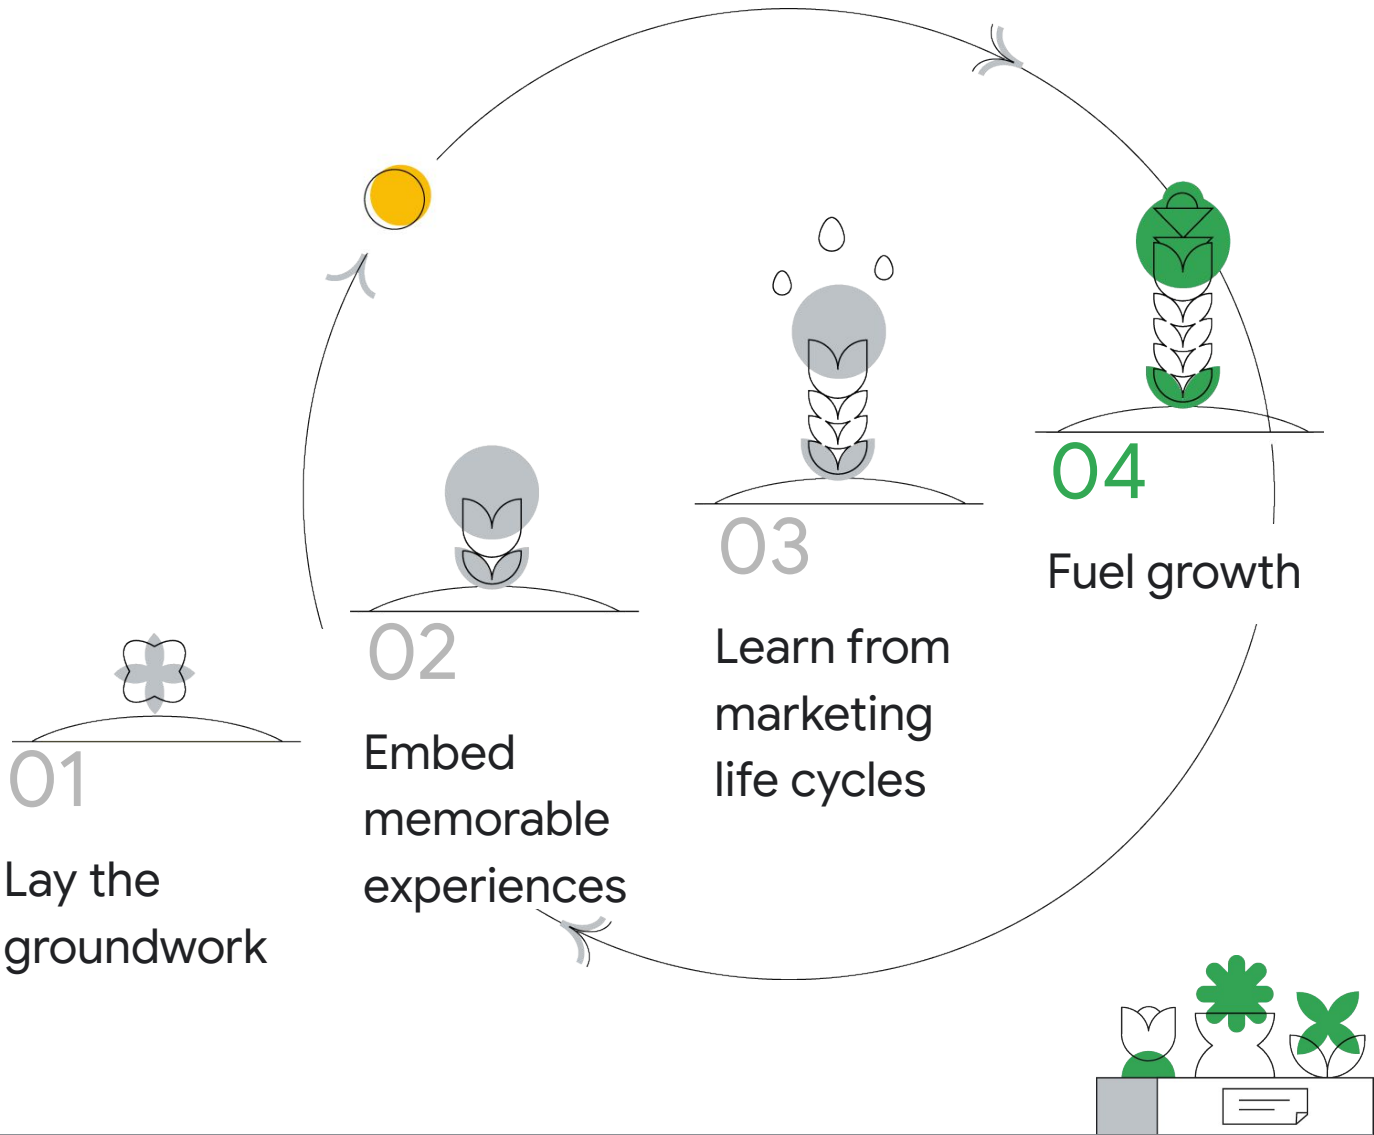 01
Lay the
groundwork
02
Embed
memorable
experiences
03
Learn from
marketing
life cycles
04
Fuel growth